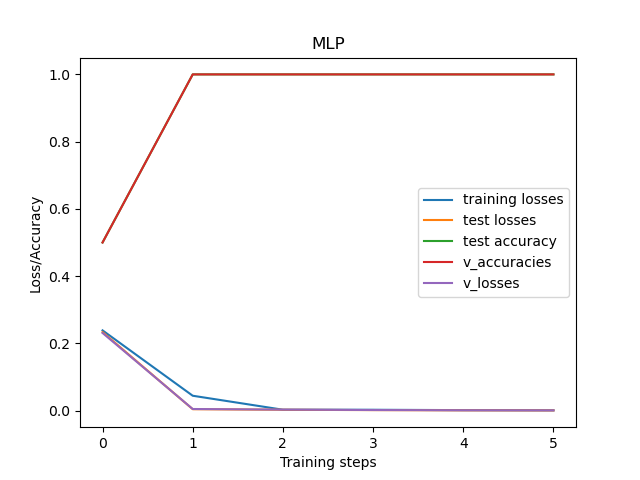 MLP
Loss/Accuracy
1.0
0.8
0.6
0.4
0.2
0.0
training losses
test losses
test accuracy
v_accuracies
v_losses
0 1 2 3 4 5
Training steps